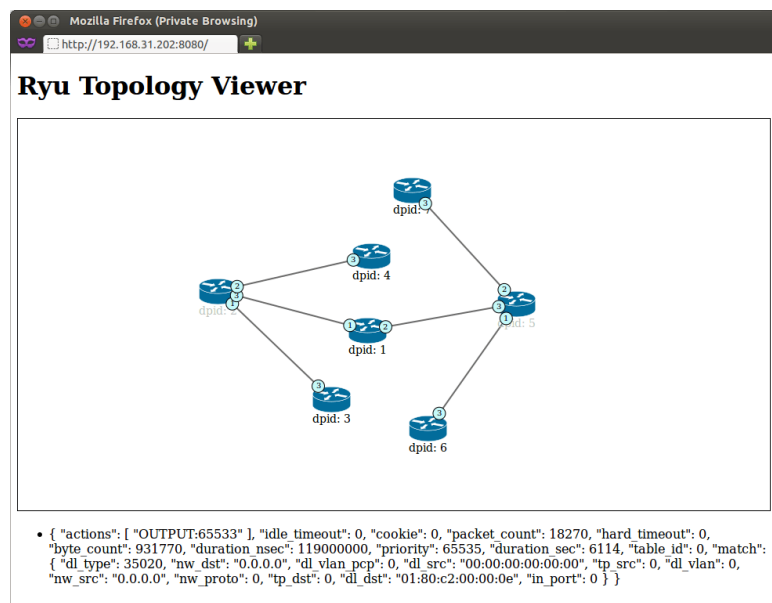 Mozilla Firefox (Private Browsing)
http://192.168.31.202:8080/
Ryu Topology Viewer
3
dpid: 7
3
dpid: 4
2
3
1
dpid: 2
2
3
1
dpid: 5
1
2
dpid: 1
3
dpid: 3
3
dpid: 6
• { "actions": [ "OUTPUT:65533" ], "idle_timeout": 0, "cookie": 0, "packet_count": 18270, "hard_timeout": 0,
"byte_count": 931770, "duration_nsec": 119000000, "priority": 65535, "duration_sec": 6114, "table_id": 0, "match":
{ "dl_type": 35020, "nw_dst": "0.0.0.0", "dl_vlan_pcp": 0, "dl_src": "00:00:00:00:00:00", "tp_src": 0, "dl_vlan": 0,
"nw_src": "0.0.0.0", "nw_proto": 0, "tp_dst": 0, "dl_dst": "01:80:c2:00:00:0e", "in_port": 0 } }